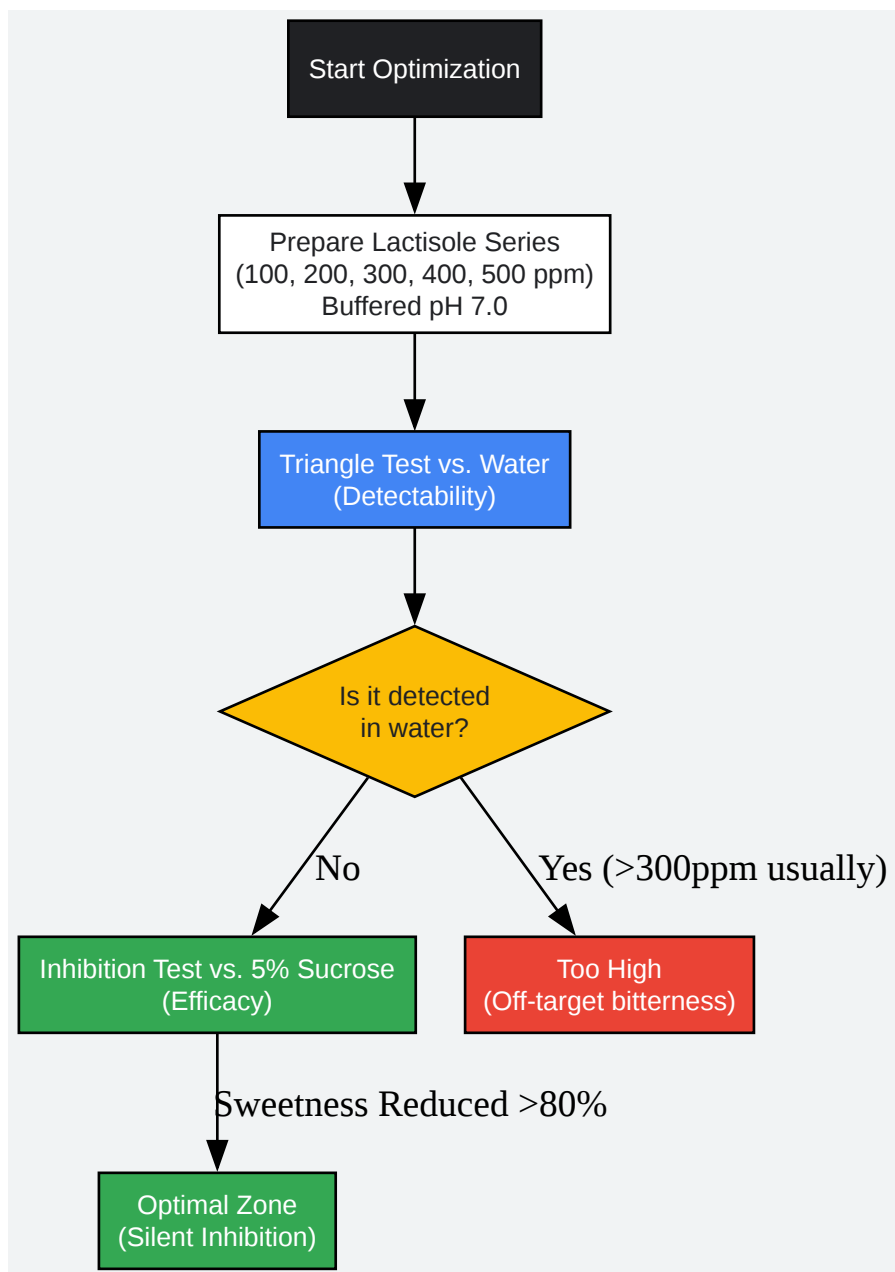 Start Optimization
Prepare Lactisole Series
(100, 200, 300, 400, 500 ppm)
Buffered pH 7.0
Triangle Test vs. Water
(Detectability)
Is it detected
in water?
No
Yes (>300ppm usually)
Inhibition Test vs. 5% Sucrose
(Efficacy)
Too High
(Off-target bitterness)
Sweetness Reduced >80%
Optimal Zone
(Silent Inhibition)